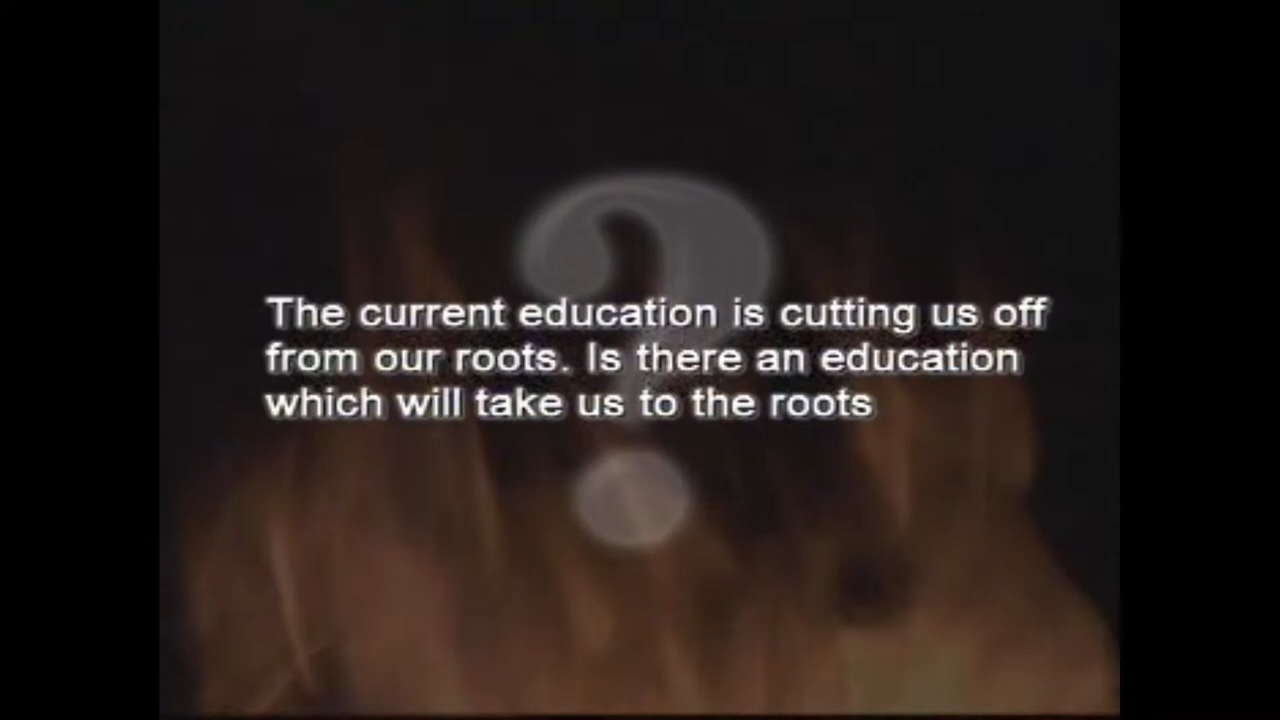 The current education is cutting us off
from our roots. Is there an education
which will take us to the roots
?